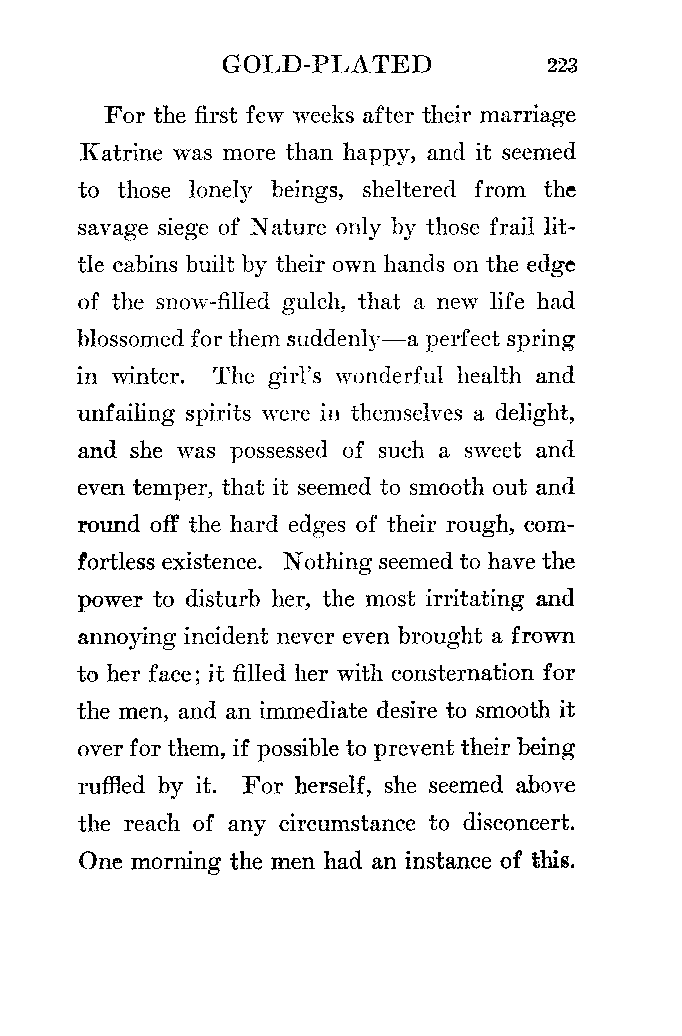 GOLD-PLATED 223
For the first few weeks after their marriage
Katrine was more than happy, and it seemed
to those lonely beings, sheltered from the
savage siege of Nature only by those frail lit-
tle cabins built by their own hands on the edge
of the snow-filled gulch, that a new life had
blossomed for them suddenly—a perfect spring
in winter. The girl's wonderful health and
unfailing spirits were in themselves a delight,
and she was possessed of such a sweet and
even temper, that it seemed to smooth out and
round off the hard edges of their rough, com-
fortless existence. Nothing seemed to have the
power to disturb her, the most irritating and
annoying incident never even brought a frown
to her face; it filled her with consternation for
the men, and an immediate desire to smooth it
over for them, if possible to prevent their being
ruffled by it. For herself, she seemed above
the reach of any circumstance to disconcert.
One morning the men had an instance of this.